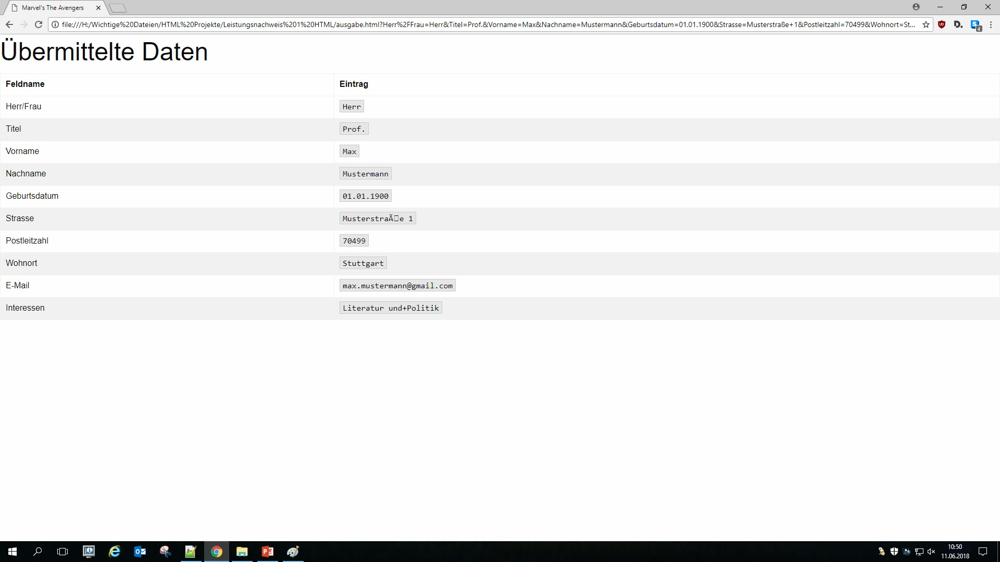 Marvel's The Avengers
file:///H:/Wichtige%20Dateien/HTML%20Projekte/Leistungsnachweis%201%20HTML/ausgabe.html?Herr%2FFrau=Herr&Titel=Prof.&Vorname=Max&Nachname=Mustermann&Geburtsdatum=01.01.1900&Strasse=Musterstraße+1&Postleitzahl=70499&Wohnort=St...
Übermittelte Daten
Feldname Eintrag
Herr/Frau Herr
Titel Prof.
Vorname Max
Nachname Mustermann
Geburtsdatum 01.01.1900
Strasse MusterstraÃ□e 1
Postleitzahl 70499
Wohnort Stuttgart
E-Mail max.mustermann@gmail.com
Interessen Literatur und+Politik
10:50
11.06.2018